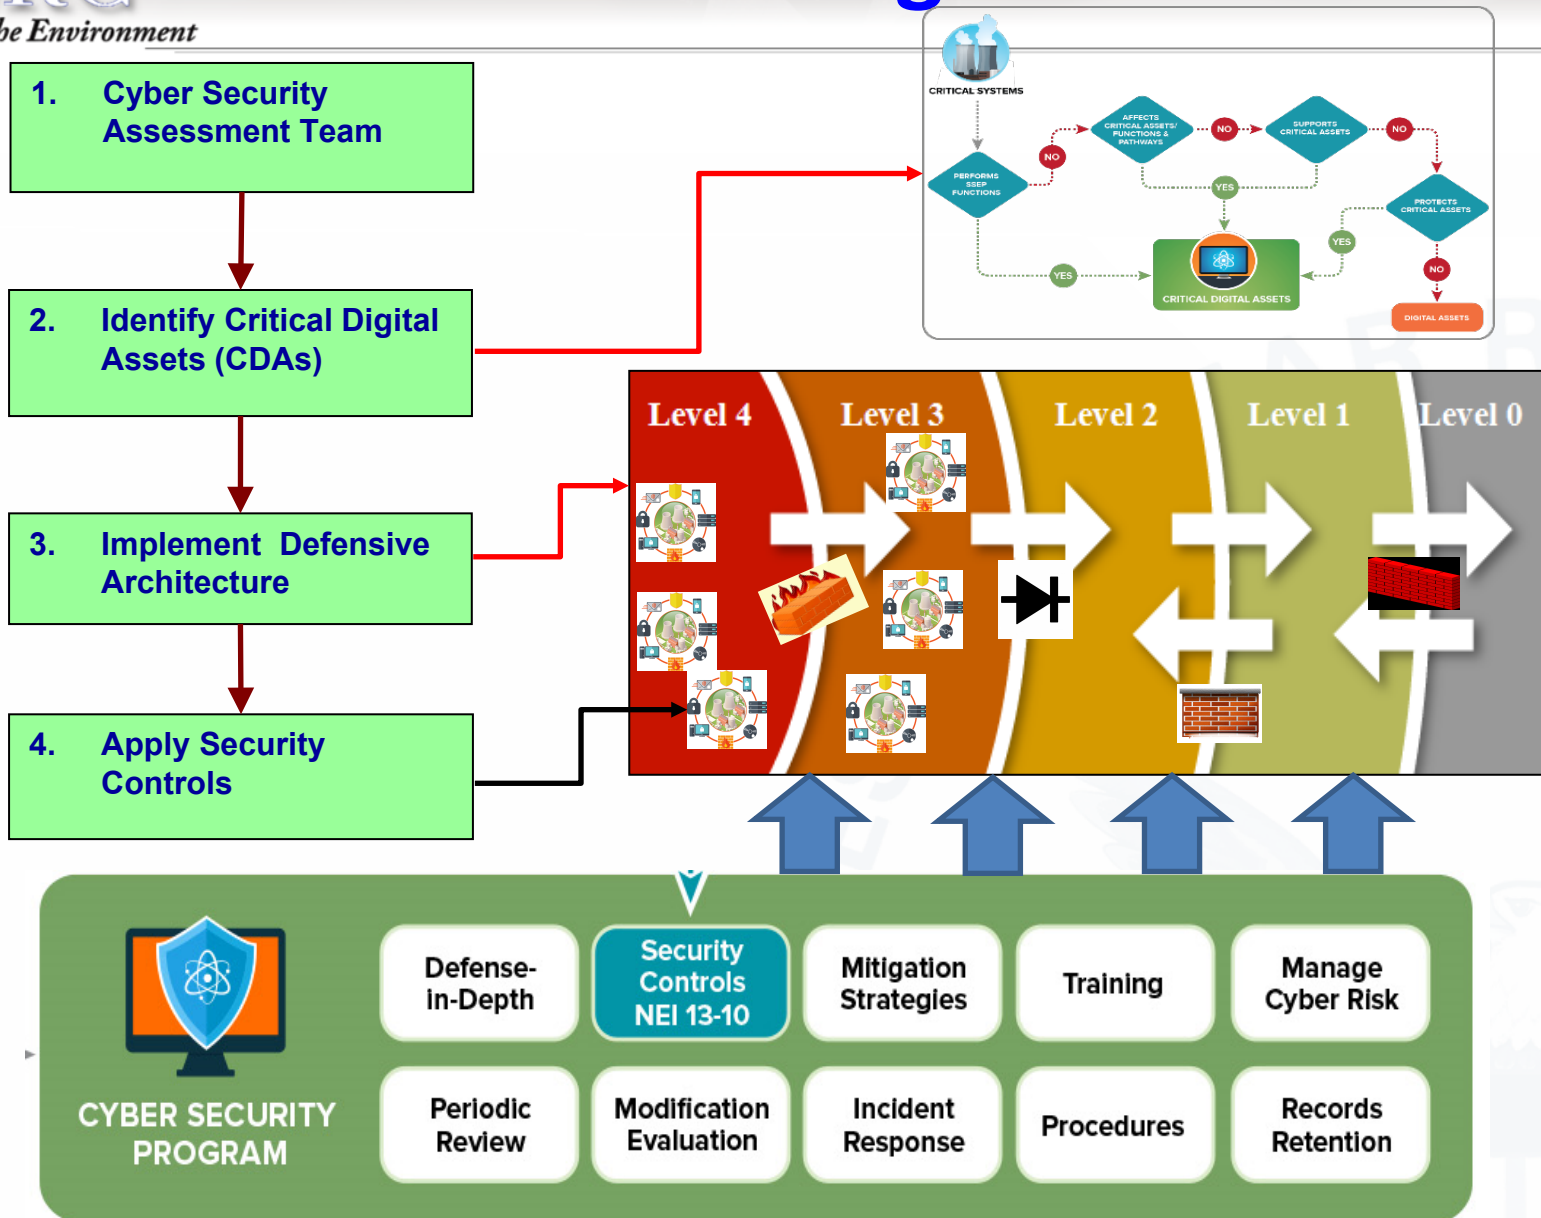 he Environment
1. Cyber Security
Assessment Team
2. Identify Critical Digital
Assets (CDAs)
3. Implement Defensive
Architecture
4. Apply Security
Controls
CRITICAL SYSTEMS
PERFORMS
SSEP
FUNCTIONS
NO
AFFECTS
CRITICAL ASSETS/
FUNCTIONS &
PATHWAYS
NO
SUPPORTS
CRITICAL ASSETS
NO
PROTECTS
CRITICAL ASSETS
YES
YES
YES
NO
CRITICAL DIGITAL ASSETS
DIGITAL ASSETS
Level 4
Level 3
Level 2
Level 1
Level 0
CYBER SECURITY
PROGRAM
Defense-
in-Depth
Security
Controls
NEI 13-10
Mitigation
Strategies
Training
Manage
Cyber Risk
Periodic
Review
Modification
Evaluation
Incident
Response
Procedures
Records
Retention